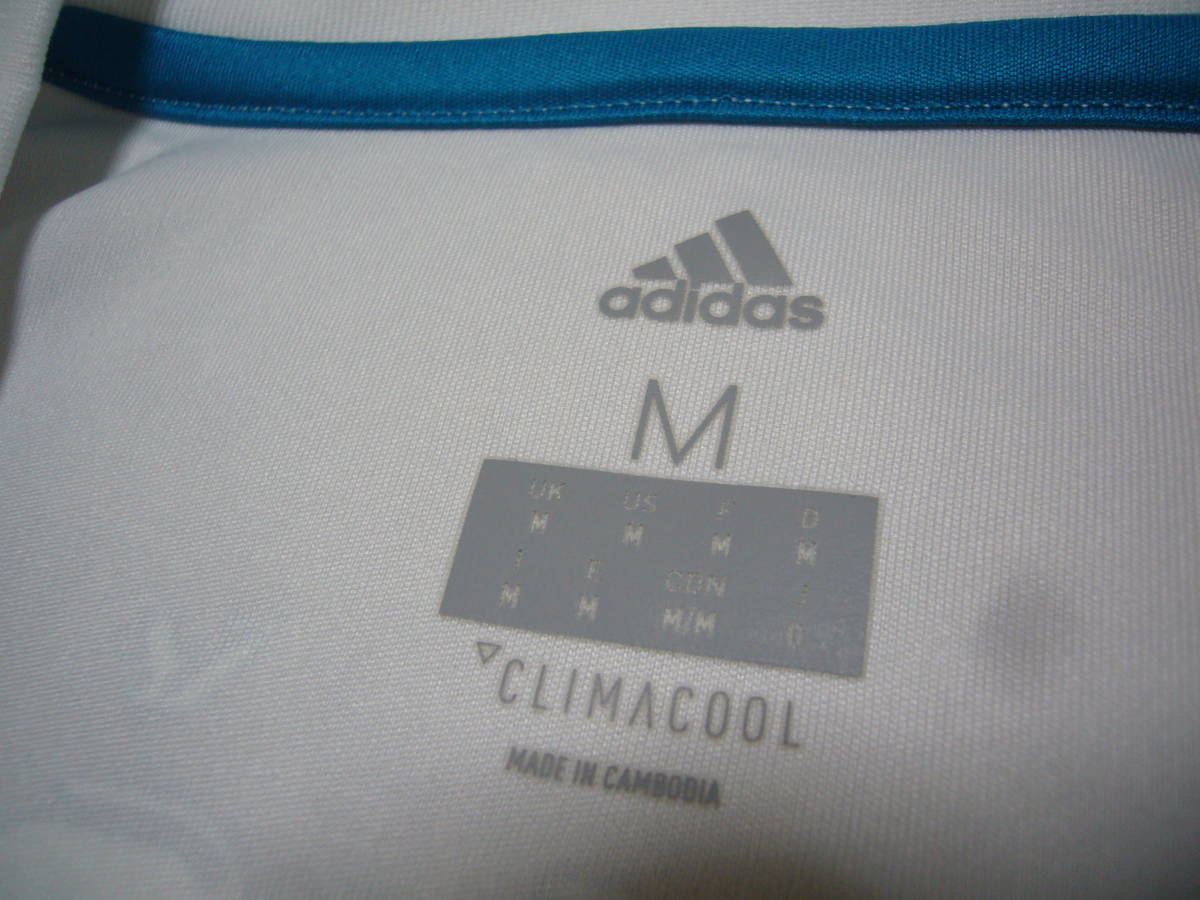 adidas
M
UK US F D
M M M M
I E CDN J
M M M/M O
CLIMACOOL
MADE IN CAMBODIA